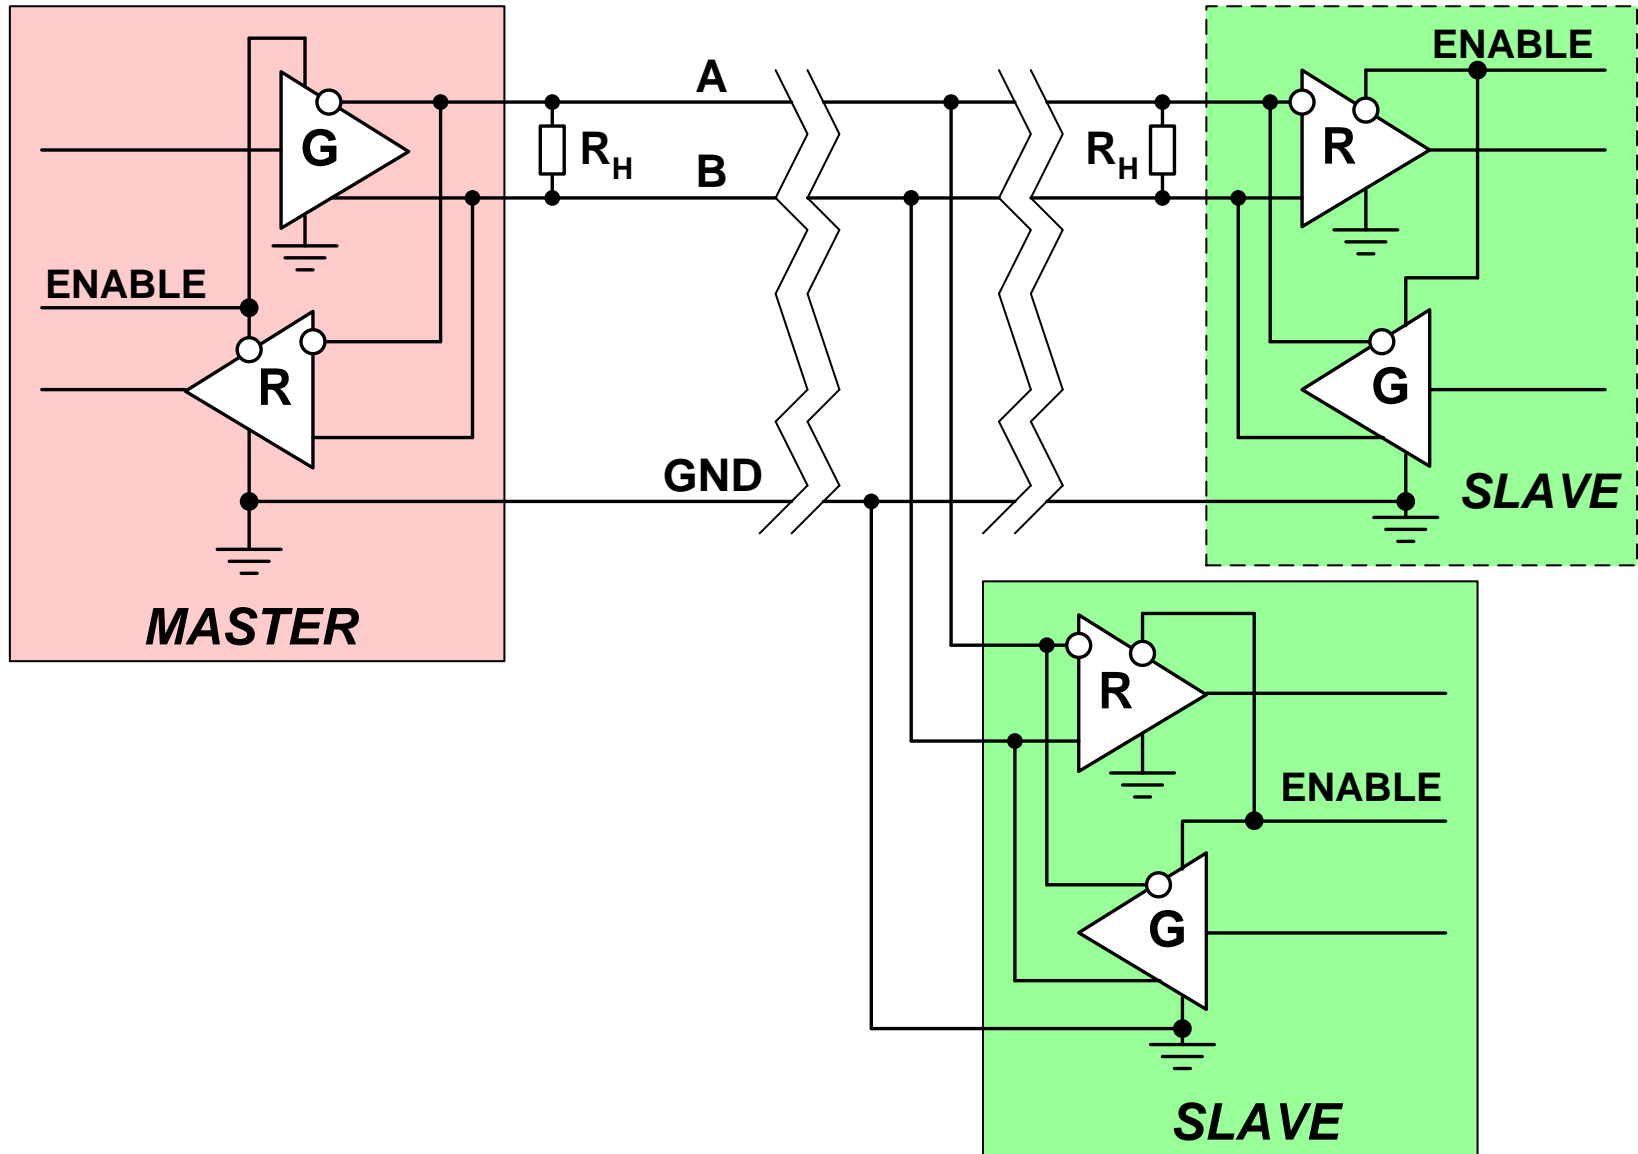 ENABLE
A
G
R
R_H
R_H
B
ENABLE
R
G
GND
SLAVE
MASTER
R
ENABLE
G
SLAVE